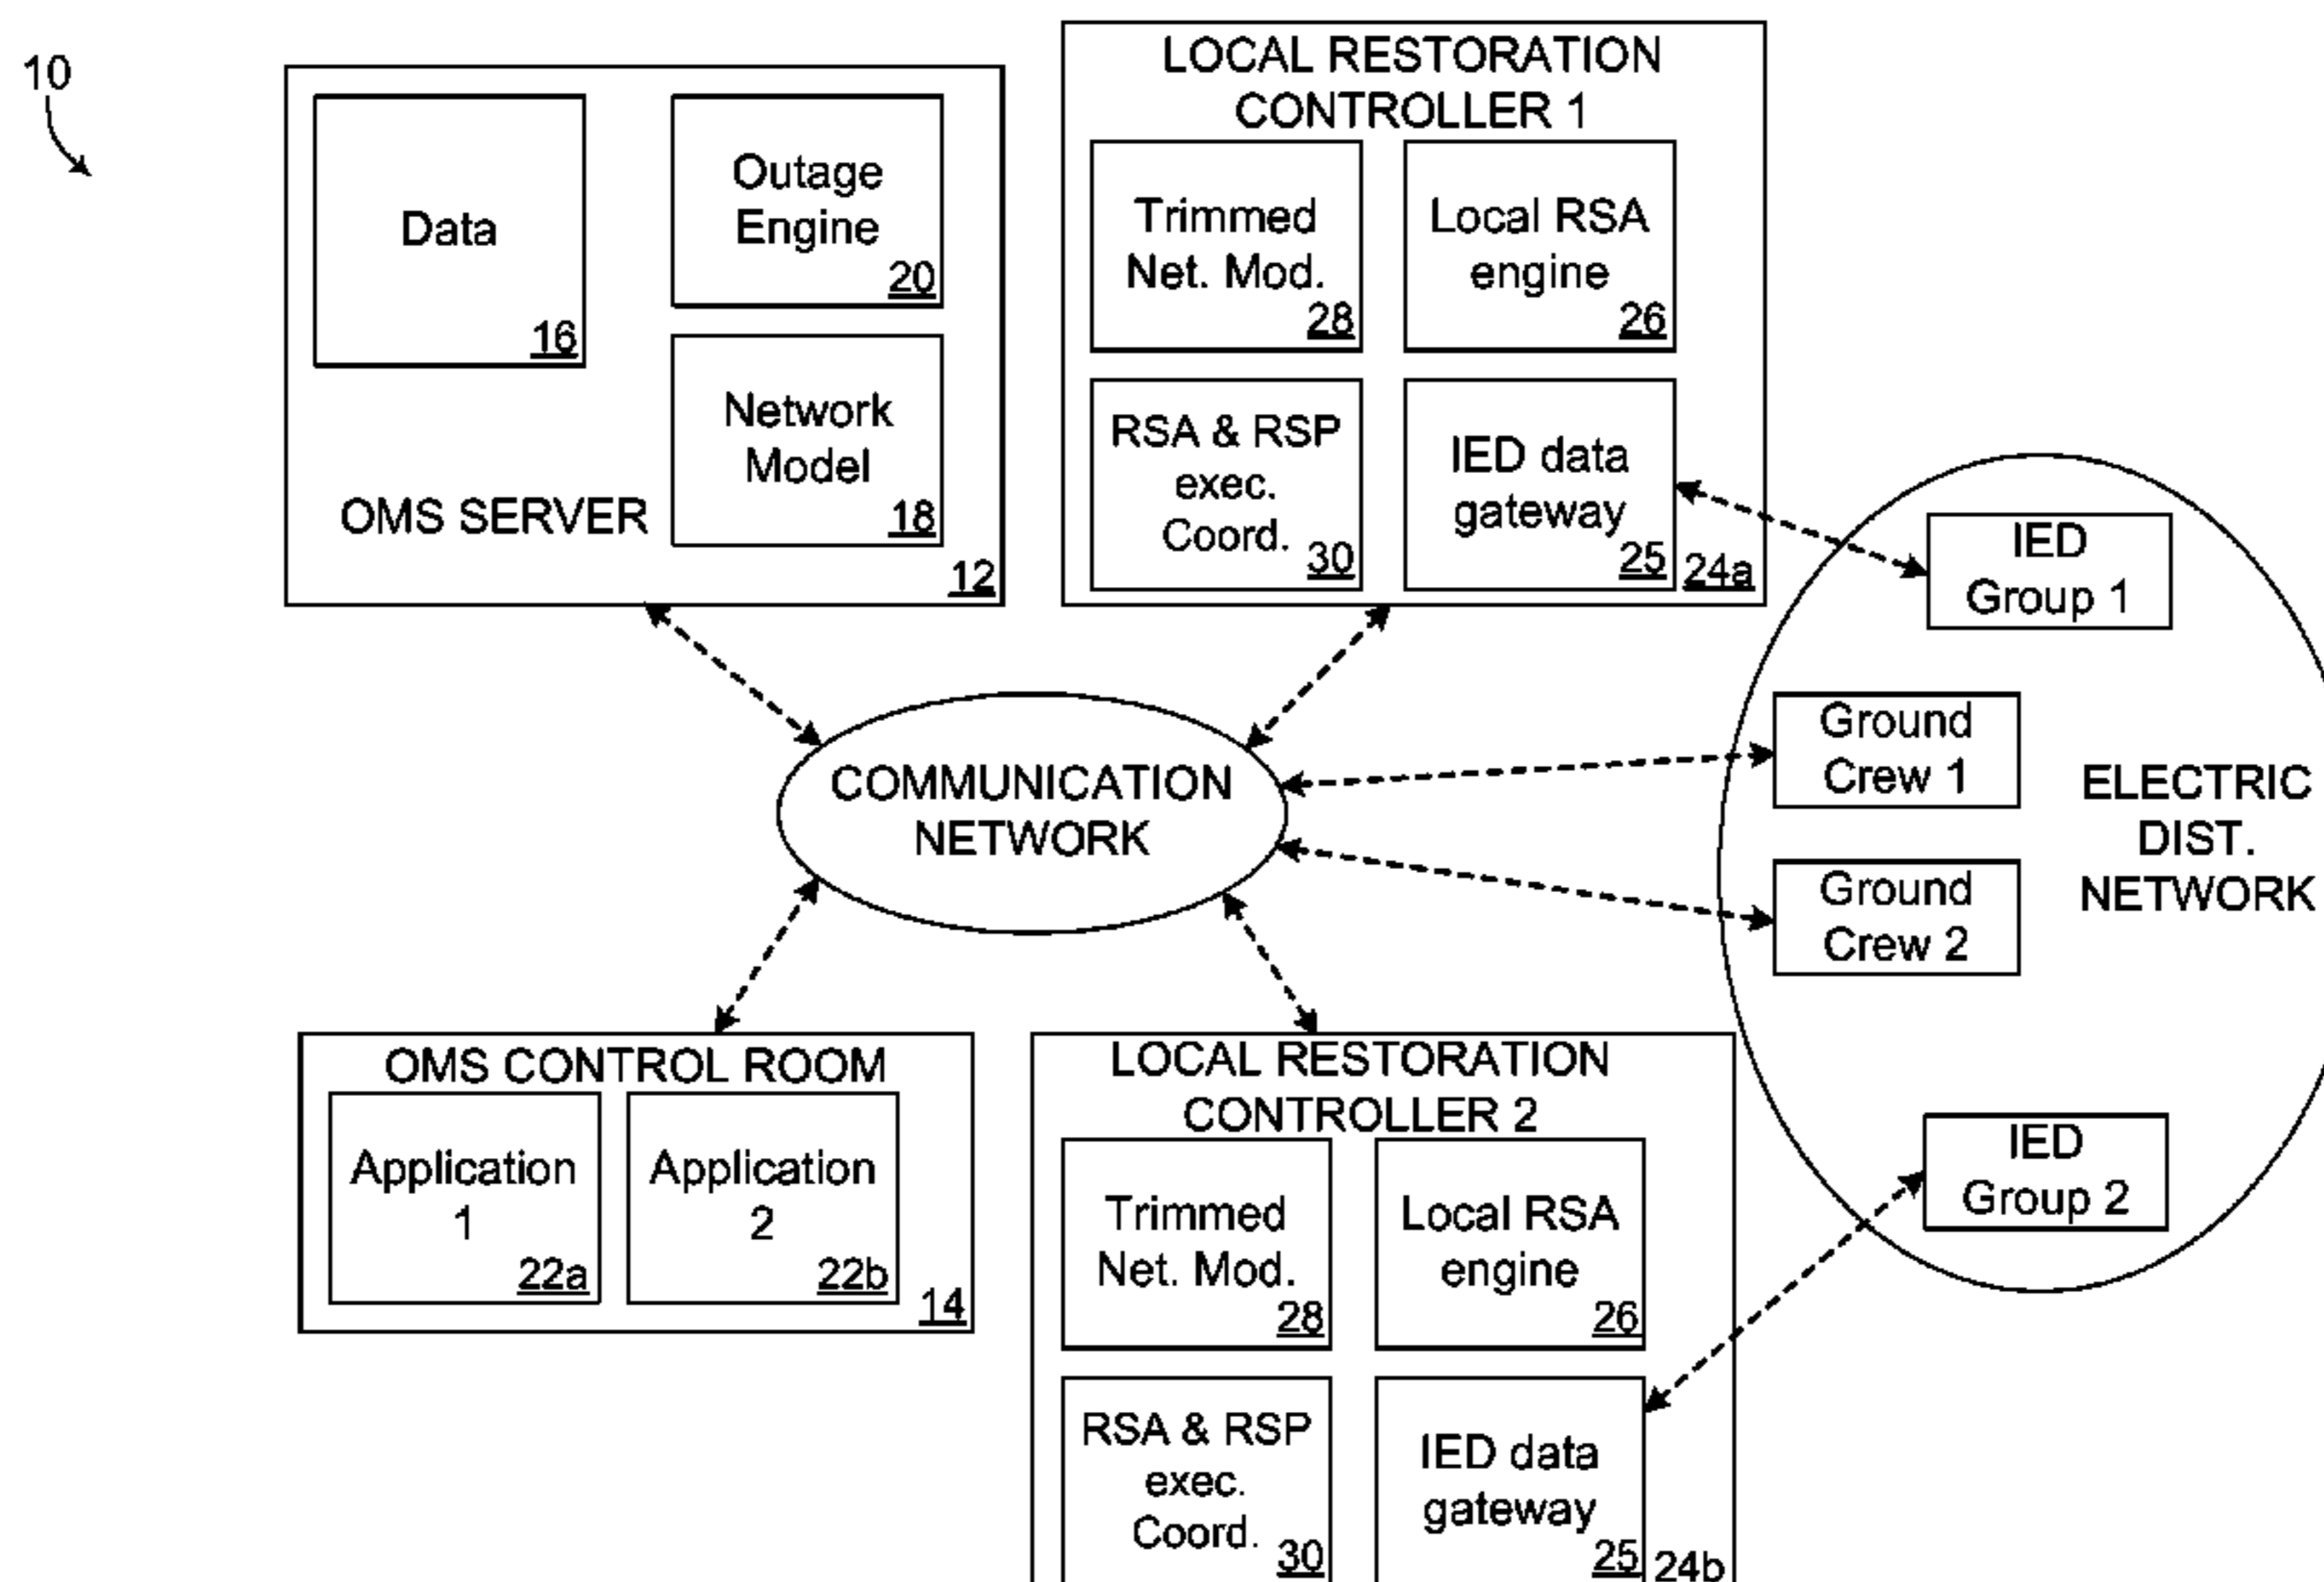 10
Data
16
Outage
Engine
20
Network
Model
18
OMS SERVER
12
LOCAL RESTORATION
CONTROLLER 1
Trimmed
Net. Mod.
28
Local RSA
engine
26
RSA & RSP
exec.
Coord.
30
IED data
gateway
25
24a
IED
Group 1
Ground
Crew 1
Ground
Crew 2
ELECTRIC
DIST.
NETWORK
IED
Group 2
COMMUNICATION
NETWORK
OMS CONTROL ROOM
Application
1
22a
Application
2
22b
14
LOCAL RESTORATION
CONTROLLER 2
Trimmed
Net. Mod.
28
Local RSA
engine
26
RSA & RSP
exec.
Coord.
30
IED data
gateway
25
24b